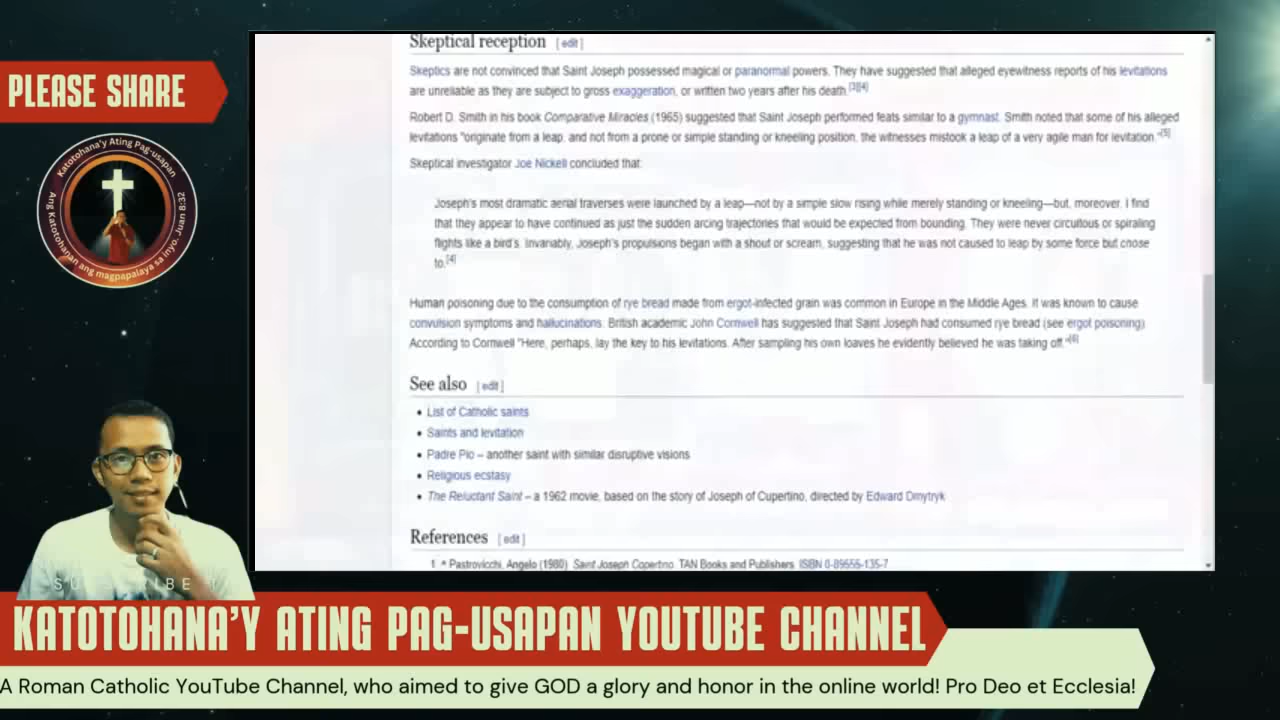 PLEASE SHARE
Katotohana'y Ating Pag-usapan
Ang Katotohanan ang magpapalaya sa inyo. Juan 8:32
Skeptical reception [ edit ]
Skeptics are not convinced that Saint Joseph possessed magical or paranormal powers. They have suggested that alleged eyewitness reports of his levitations
are unreliable as they are subject to gross exaggeration, or written two years after his death.[3][4]
Robert D. Smith in his book Comparative Miracles (1965) suggested that Saint Joseph performed feats similar to a gymnast. Smith noted that some of his alleged
levitations "originate from a leap, and not from a prone or simple standing or kneeling position, the witnesses mistook a leap of a very agile man for levitation."[5]
Skeptical investigator Joe Nickell concluded that:
Joseph's most dramatic aerial traverses were launched by a leap—not by a simple slow rising while merely standing or kneeling—but, moreover, I find
that they appear to have continued as just the sudden arcing trajectories that would be expected from bounding. They were never circuitous or spiraling
flights like a bird's. Invariably, Joseph's propulsions began with a shout or scream, suggesting that he was not caused to leap by some force but chose
to.[4]
Human poisoning due to the consumption of rye bread made from ergot-infected grain was common in Europe in the Middle Ages. It was known to cause
convulsion symptoms and hallucinations. British academic John Cornwell has suggested that Saint Joseph had consumed rye bread (see ergot poisoning).
According to Cornwell "Here, perhaps, lay the key to his levitations. After sampling his own loaves he evidently believed he was taking off."[6]
See also [ edit ]
• List of Catholic saints
• Saints and levitation
• Padre Pio – another saint with similar disruptive visions
• Religious ecstasy
• The Reluctant Saint – a 1962 movie, based on the story of Joseph of Cupertino, directed by Edward Dmytryk
References [ edit ]
1. ^ Pastrovicchi, Angelo (1980). Saint Joseph Copertino. TAN Books and Publishers. ISBN 0-89555-135-7
KATOTOHANA'Y ATING PAG-USAPAN YOUTUBE CHANNEL
A Roman Catholic YouTube Channel, who aimed to give GOD a glory and honor in the online world! Pro Deo et Ecclesia!